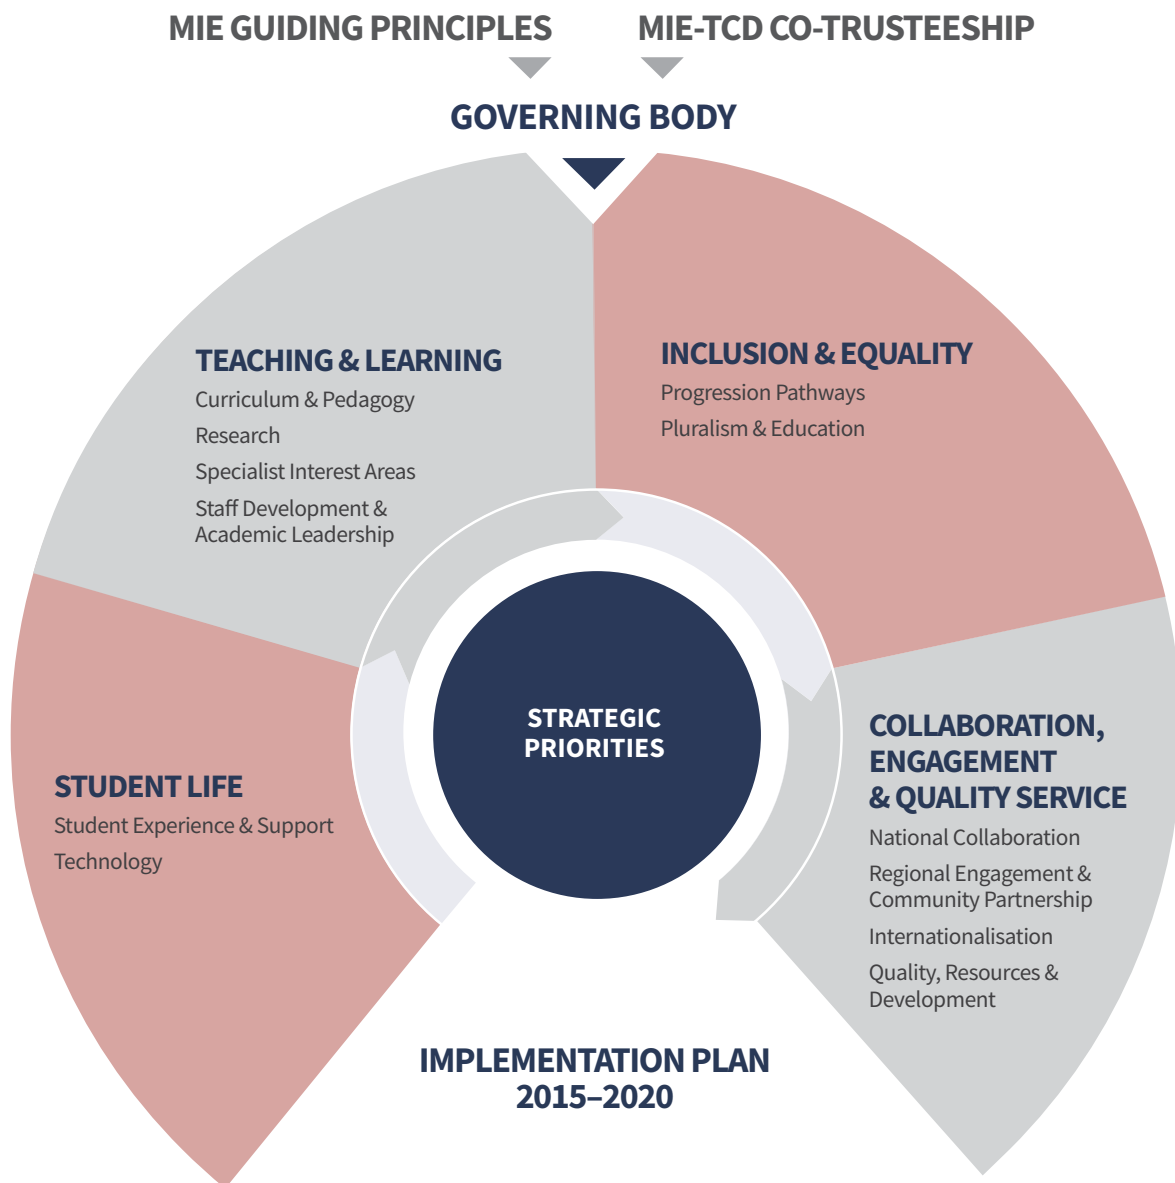 MIE GUIDING PRINCIPLES
MIE-TCD CO-TRUSTEESHIP
GOVERNING BODY
TEACHING & LEARNING
Curriculum & Pedagogy
Research
Specialist Interest Areas
Staff Development &
Academic Leadership
INCLUSION & EQUALITY
Progression Pathways
Pluralism & Education
STUDENT LIFE
Student Experience & Support
Technology
STRATEGIC
PRIORITIES
COLLABORATION,
ENGAGEMENT
& QUALITY SERVICE
National Collaboration
Regional Engagement &
Community Partnership
Internationalisation
Quality, Resources &
Development
IMPLEMENTATION PLAN
2015–2020